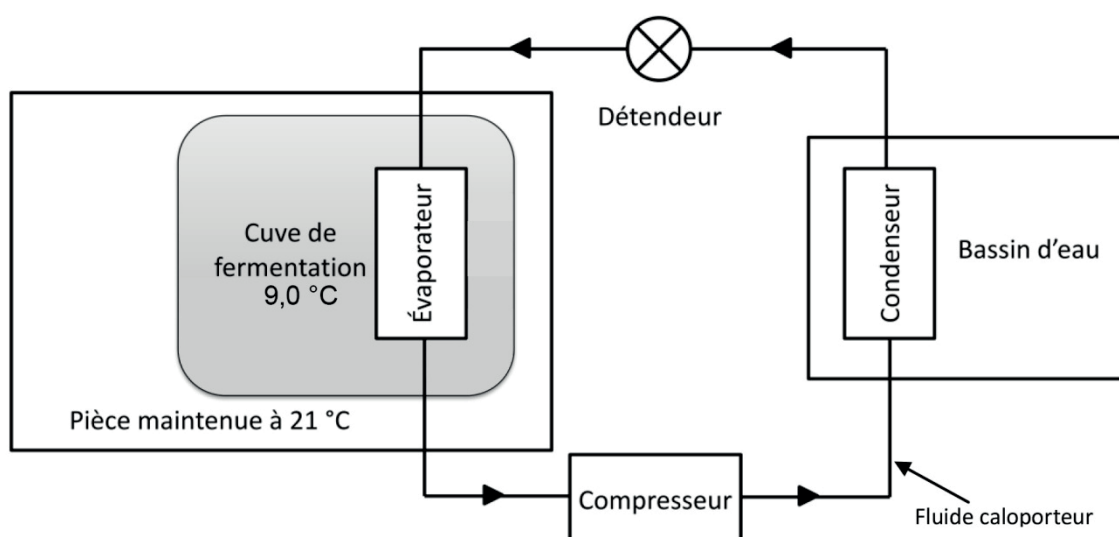 Détendeur
Évaporateur
Condenseur
Cuve de
fermentation
9,0 °C
Bassin d'eau
Pièce maintenue à 21 °C
Compresseur
Fluide caloporteur